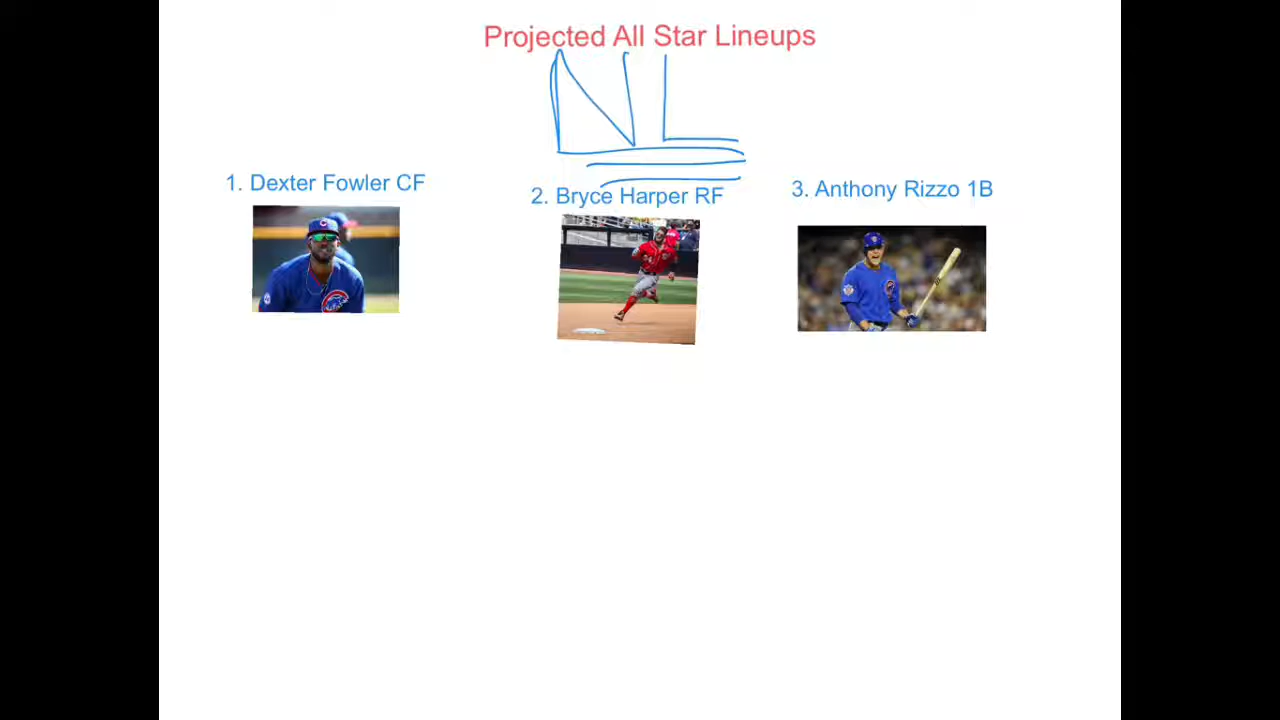 Projected All Star Lineups
NL
1. Dexter Fowler CF
2. Bryce Harper RF
3. Anthony Rizzo 1B